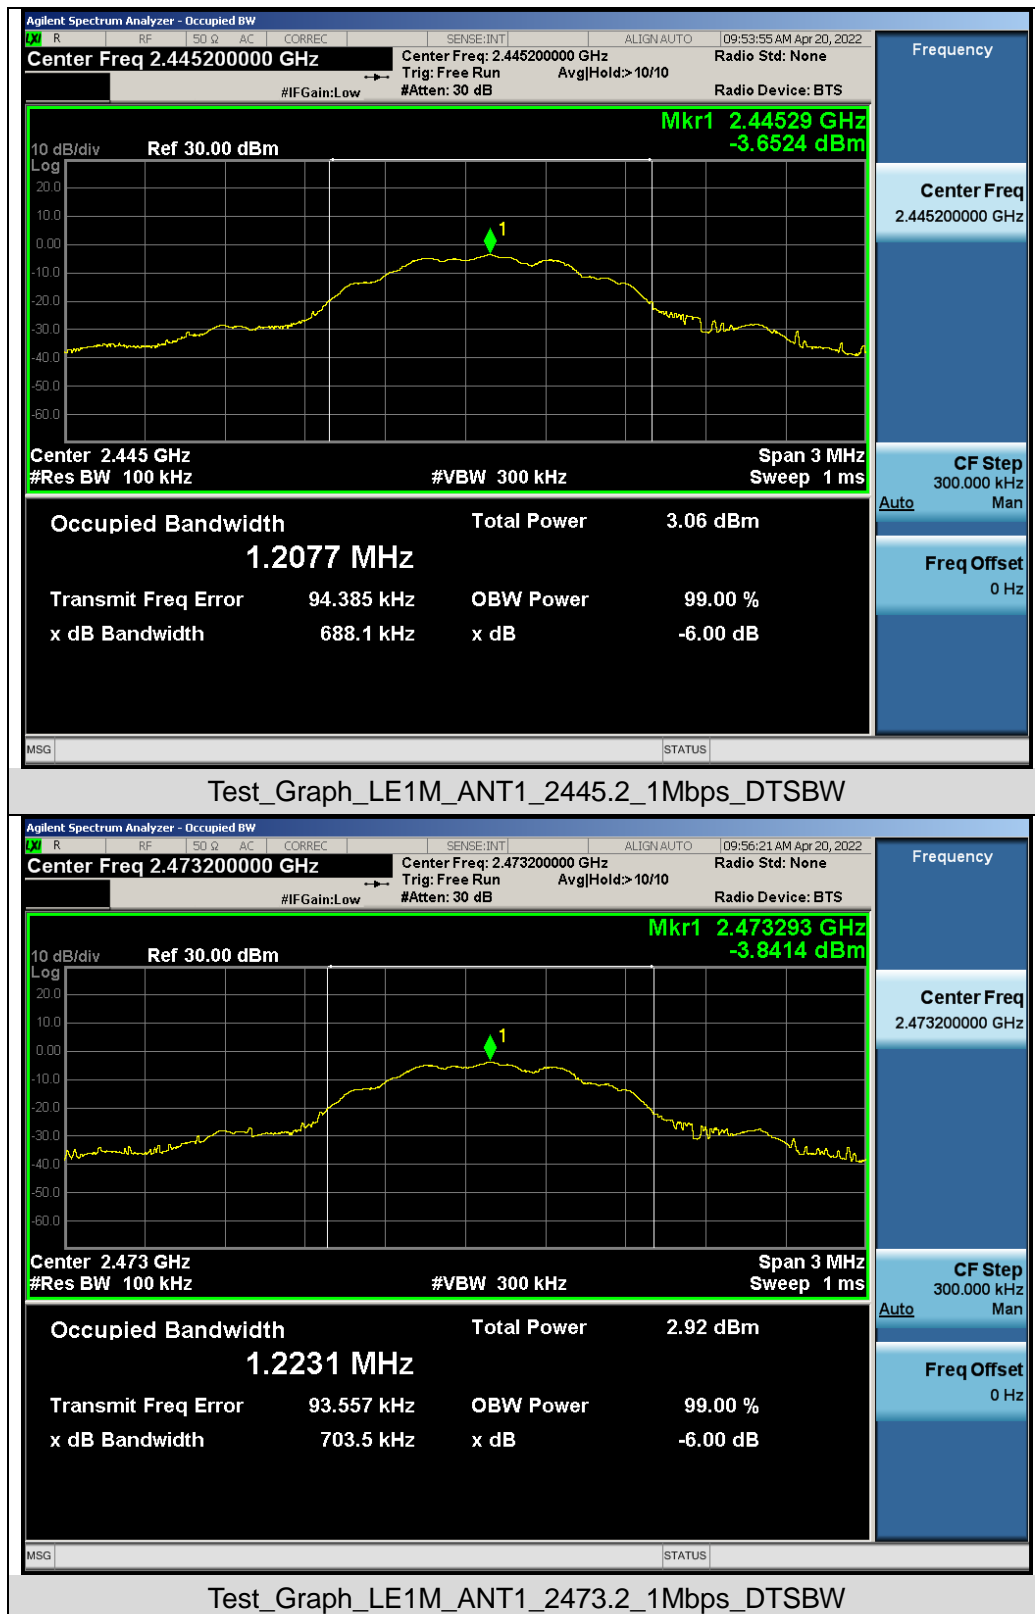 Agilent Spectrum Analyzer - Occupied BW
LXI R RF 50 Ω AC CORREC SENSE:INT ALIGN AUTO 09:53:55 AM Apr 20, 2022
Center Freq 2.445200000 GHz Center Freq: 2.445200000 GHz Radio Std: None
Trig: Free Run Avg|Hold:> 10/10
#IFGain:Low #Atten: 30 dB Radio Device: BTS
Frequency
Mkr1 2.44529 GHz
10 dB/div Ref 30.00 dBm -3.6524 dBm
Log
20.0
10.0
0.00
-10.0
-20.0
-30.0
-40.0
-50.0
-60.0
1
Center 2.445 GHz Span 3 MHz
#Res BW 100 kHz #VBW 300 kHz Sweep 1 ms
Center Freq
2.445200000 GHz
CF Step
300.000 kHz
Auto Man
Freq Offset
0 Hz
Occupied Bandwidth Total Power 3.06 dBm
1.2077 MHz
Transmit Freq Error 94.385 kHz OBW Power 99.00 %
x dB Bandwidth 688.1 kHz x dB -6.00 dB
MSG STATUS
Test_Graph_LE1M_ANT1_2445.2_1Mbps_DTSBW
Agilent Spectrum Analyzer - Occupied BW
LXI R RF 50 Ω AC CORREC SENSE:INT ALIGN AUTO 09:56:21 AM Apr 20, 2022
Center Freq 2.473200000 GHz Center Freq: 2.473200000 GHz Radio Std: None
Trig: Free Run Avg|Hold:> 10/10
#IFGain:Low #Atten: 30 dB Radio Device: BTS
Frequency
Mkr1 2.473293 GHz
10 dB/div Ref 30.00 dBm -3.8414 dBm
Log
20.0
10.0
0.00
-10.0
-20.0
-30.0
-40.0
-50.0
-60.0
1
Center 2.473 GHz Span 3 MHz
#Res BW 100 kHz #VBW 300 kHz Sweep 1 ms
Center Freq
2.473200000 GHz
CF Step
300.000 kHz
Auto Man
Freq Offset
0 Hz
Occupied Bandwidth Total Power 2.92 dBm
1.2231 MHz
Transmit Freq Error 93.557 kHz OBW Power 99.00 %
x dB Bandwidth 703.5 kHz x dB -6.00 dB
MSG STATUS
Test_Graph_LE1M_ANT1_2473.2_1Mbps_DTSBW